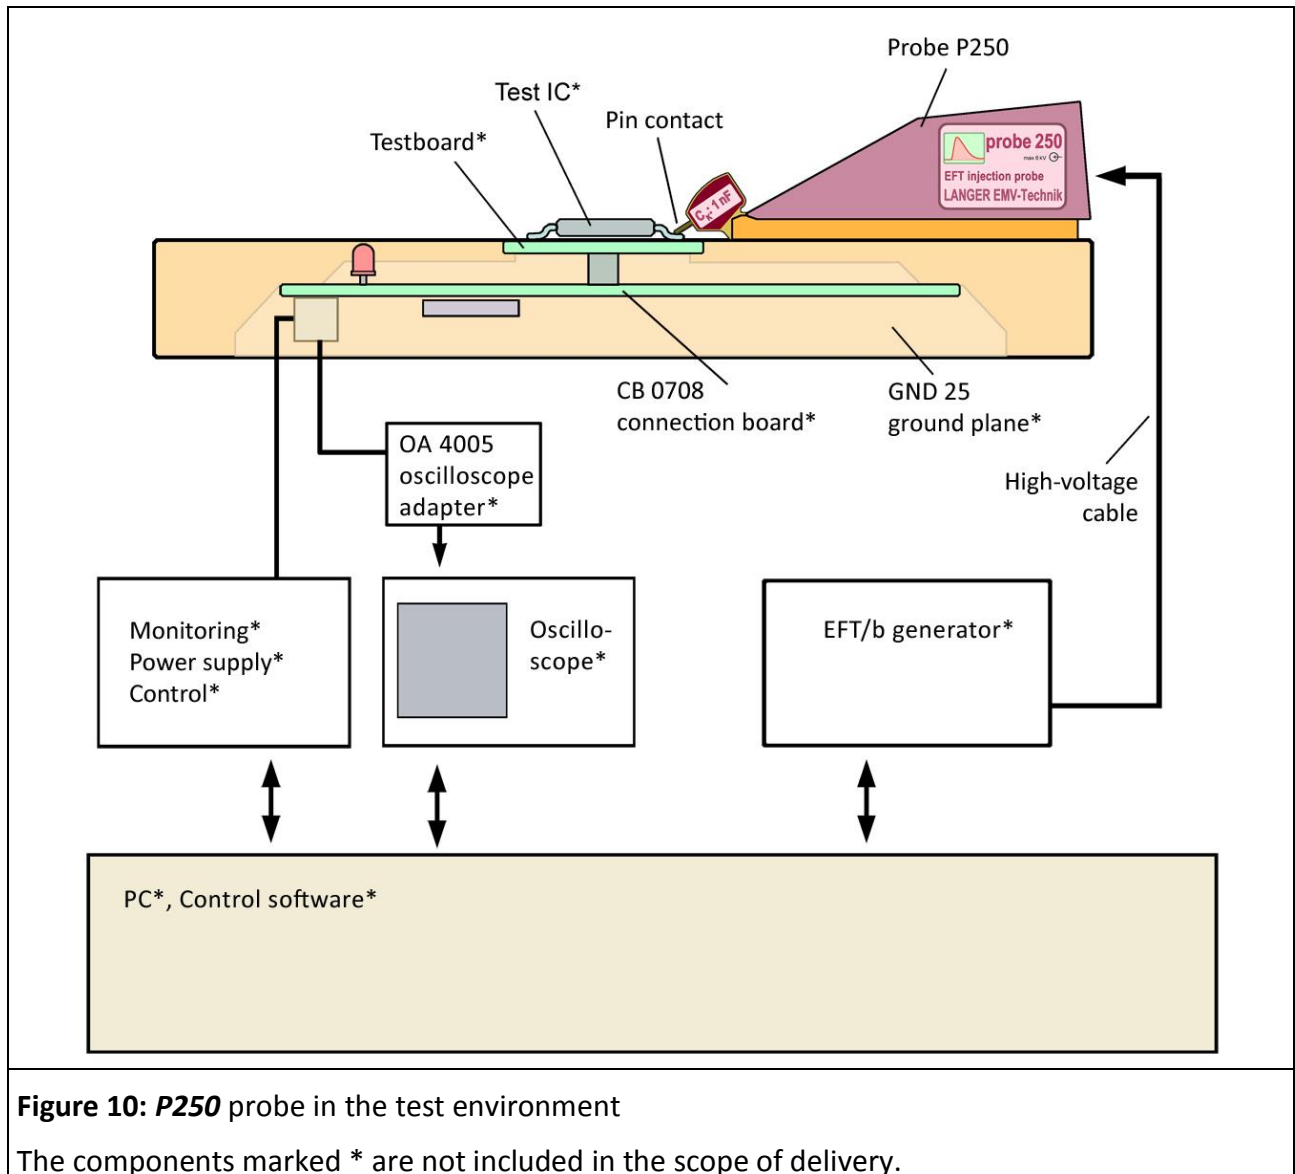 Probe P250
Test IC*
Pin contact
Testboard*
probe 250
max 6 kV
EFT injection probe
LANGER EMV-Technik
CK: 1 nF
CB 0708
connection board*
GND 25
ground plane*
OA 4005
oscilloscope
adapter*
High-voltage
cable
Monitoring*
Power supply*
Control*
Oscillo-
scope*
EFT/b generator*
PC*, Control software*
Figure 10: P250 probe in the test environment
The components marked * are not included in the scope of delivery.